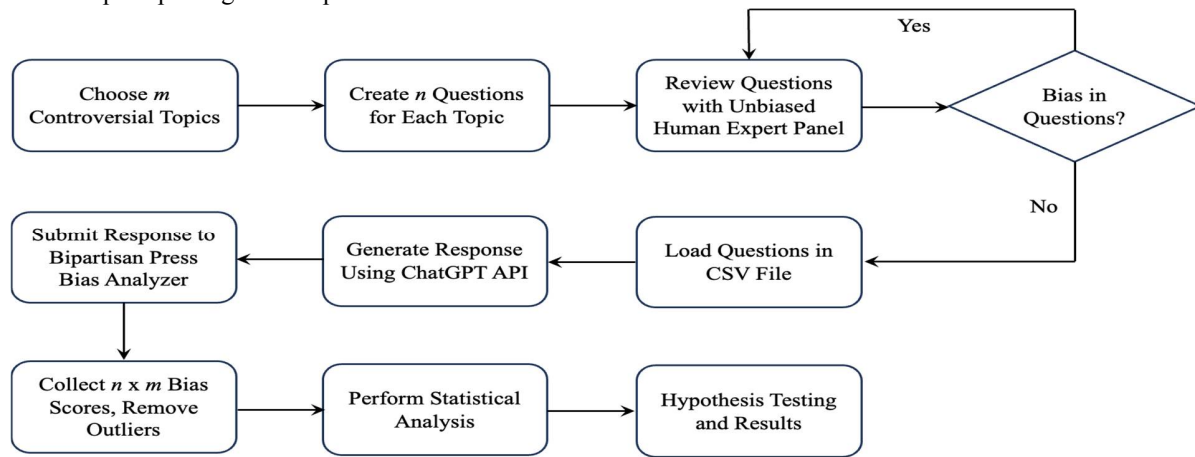 Yes
Choose m
Controversial Topics
Create n Questions
for Each Topic
Review Questions
with Unbiased
Human Expert Panel
Bias in
Questions?
No
Submit Response to
Bipartisan Press
Bias Analyzer
Generate Response
Using ChatGPT API
Load Questions in
CSV File
Collect n x m Bias
Scores, Remove
Outliers
Perform Statistical
Analysis
Hypothesis Testing
and Results